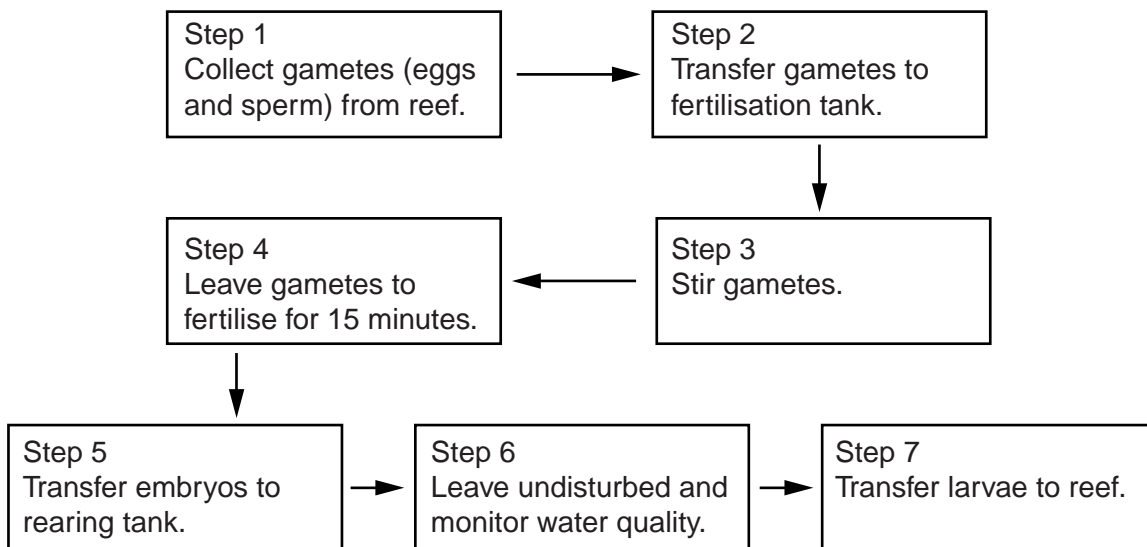 Step 1
Collect gametes (eggs
and sperm) from reef.
Step 2
Transfer gametes to
fertilisation tank.
Step 3
Stir gametes.
Step 4
Leave gametes to
fertilise for 15 minutes.
Step 5
Transfer embryos to
rearing tank.
Step 6
Leave undisturbed and
monitor water quality.
Step 7
Transfer larvae to reef.